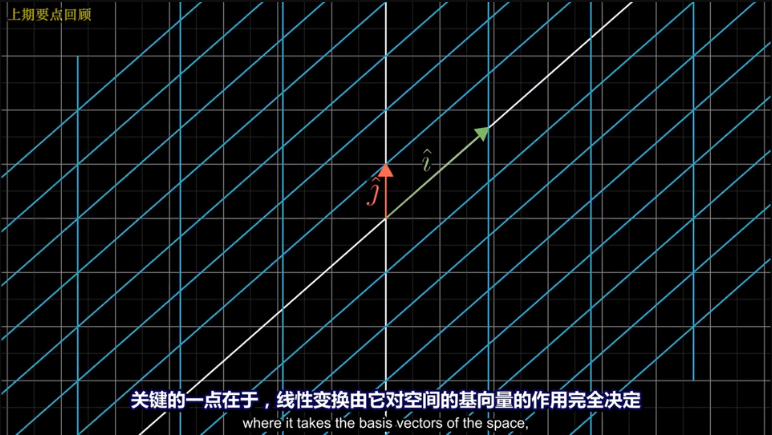 上期要点回顾
î
ĵ
关键的一点在于，线性变换由它对空间的基向量的作用完全决定
where it takes the basis vectors of the space,